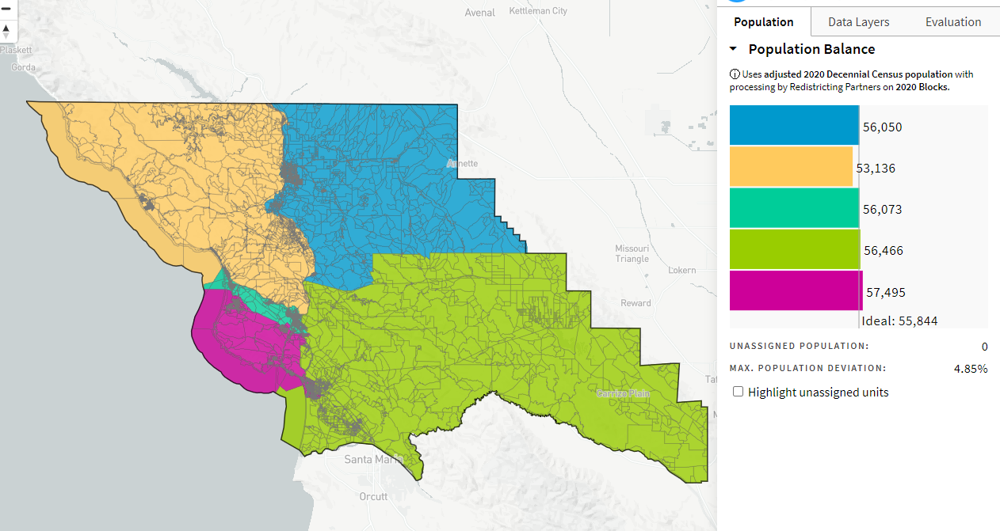 Avenal
Kettleman City
Plaskett
Gorda
Annette
Missouri
Triangle
Lokern
Reward
Carrizo Plain
Santa Maria
Orcutt
Population
Data Layers
Evaluation
Population Balance
Uses adjusted 2020 Decennial Census population with
processing by Redistricting Partners on 2020 Blocks.
56,050
53,136
56,073
56,466
57,495
Ideal: 55,844
UNASSIGNED POPULATION:
0
MAX. POPULATION DEVIATION:
4.85%
Highlight unassigned units